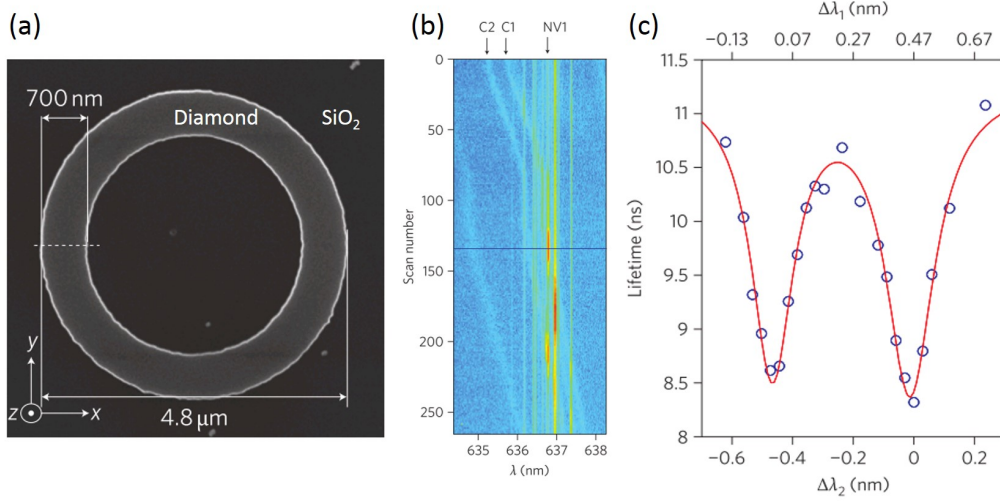 (a)
700 nm
Diamond
SiO₂
y
z
x
4.8 μm
(b)
C2 C1 NV1
0
50
100
150
200
250
Scan number
635 636 637 638
λ (nm)
(c)
Δλ₁ (nm)
−0.13 0.07 0.27 0.47 0.67
11.5
11
10.5
10
9.5
9
8.5
8
Lifetime (ns)
−0.6 −0.4 −0.2 0 0.2
Δλ₂ (nm)